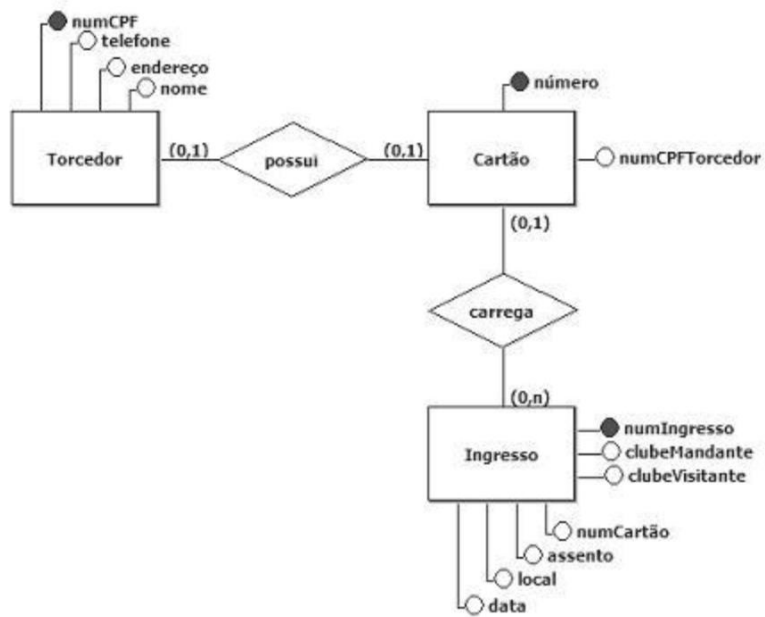 numCPF
telefone
endereço
nome
número
Torcedor
(0,1)
possui
(0,1)
Cartão
numCPFTorcedor
(0,1)
carrega
(0,n)
numIngresso
clubeMandante
Ingresso
clubeVisitante
numCartão
assento
local
data